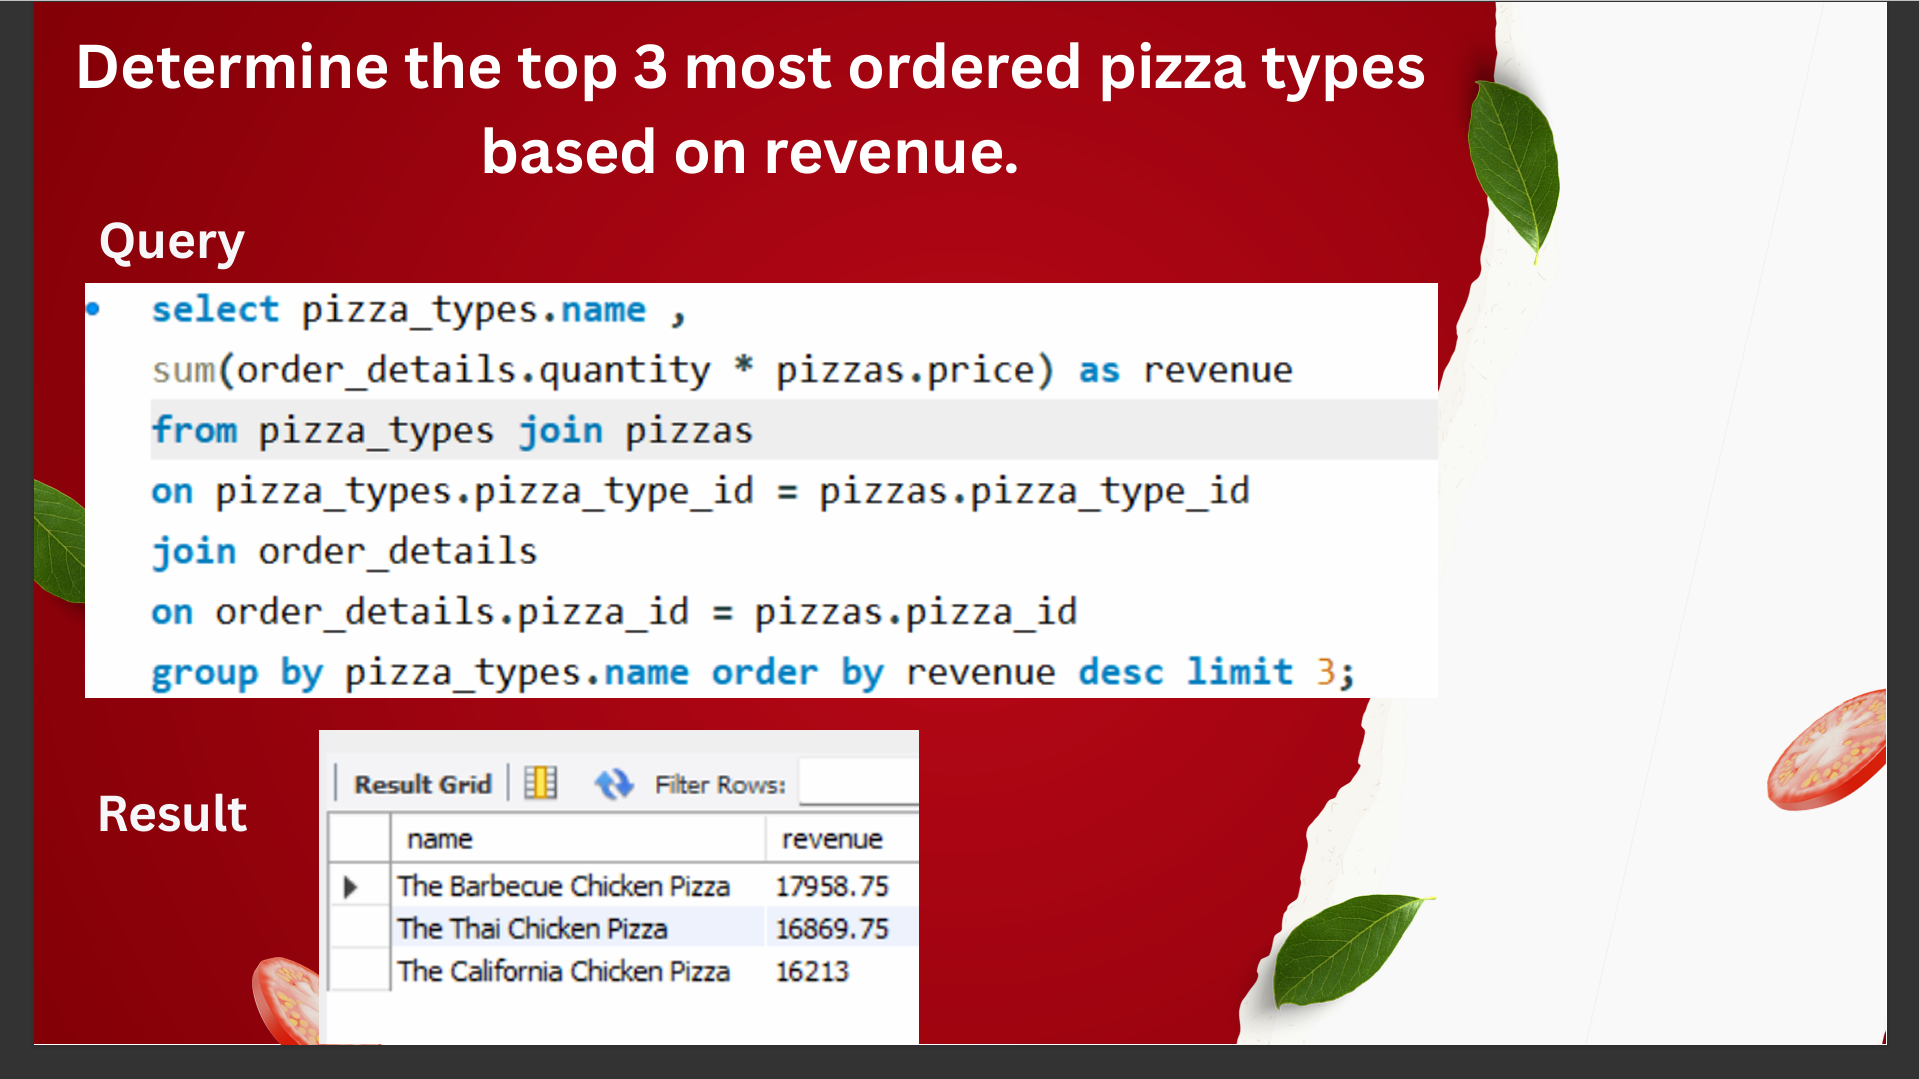 Determine the top 3 most ordered pizza types
based on revenue.
Query
select pizza_types.name ,
sum(order_details.quantity * pizzas.price) as revenue
from pizza_types join pizzas
on pizza_types.pizza_type_id = pizzas.pizza_type_id
join order_details
on order_details.pizza_id = pizzas.pizza_id
group by pizza_types.name order by revenue desc limit 3;
Result
Result Grid Filter Rows:
name revenue
The Barbecue Chicken Pizza 17958.75
The Thai Chicken Pizza 16869.75
The California Chicken Pizza 16213